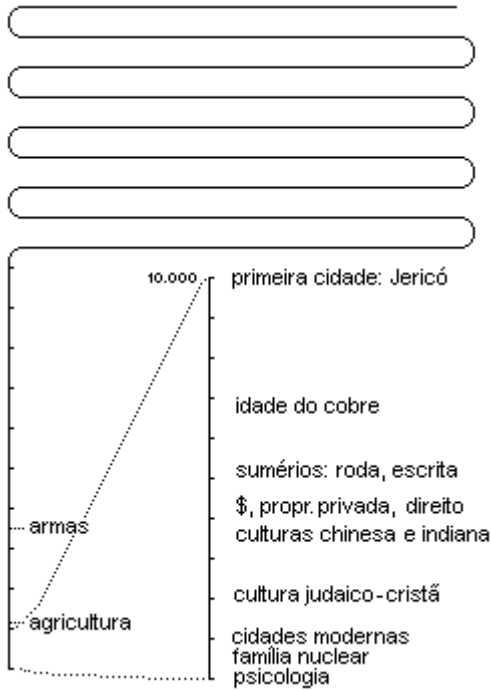 10.000
primeira cidade: Jericó
idade do cobre
sumérios: roda, escrita
$, propr. privada, direito
armas
culturas chinesa e indiana
cultura judaico-cristã
agricultura
cidades modernas
família nuclear
psicologia